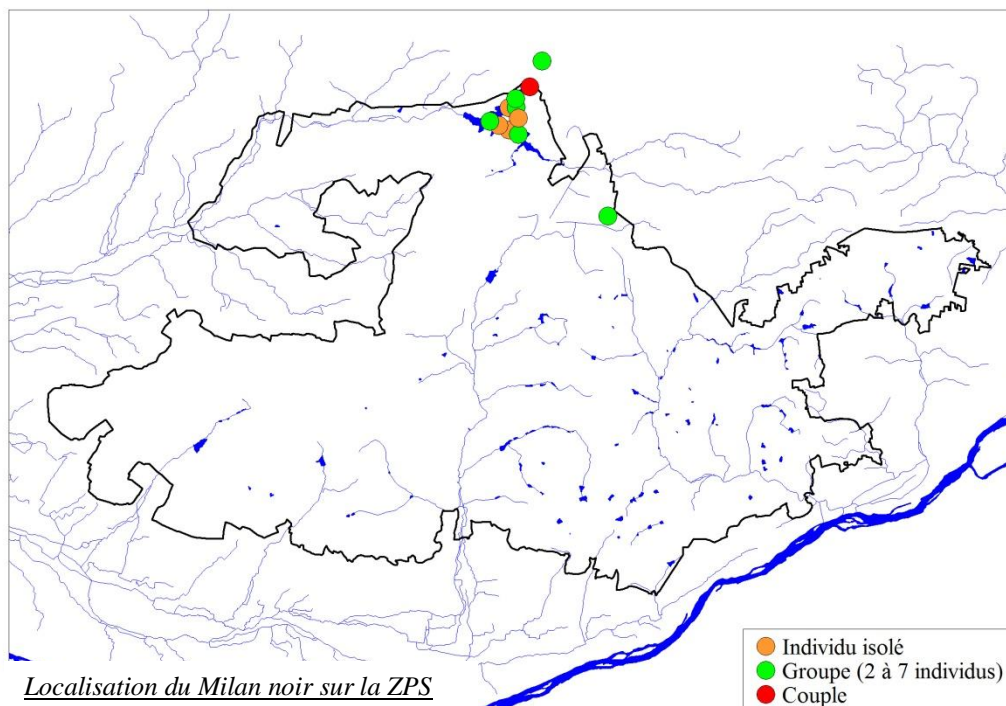 Individu isolé
Groupe (2 à 7 individus)
Couple
Localisation du Milan noir sur la ZPS